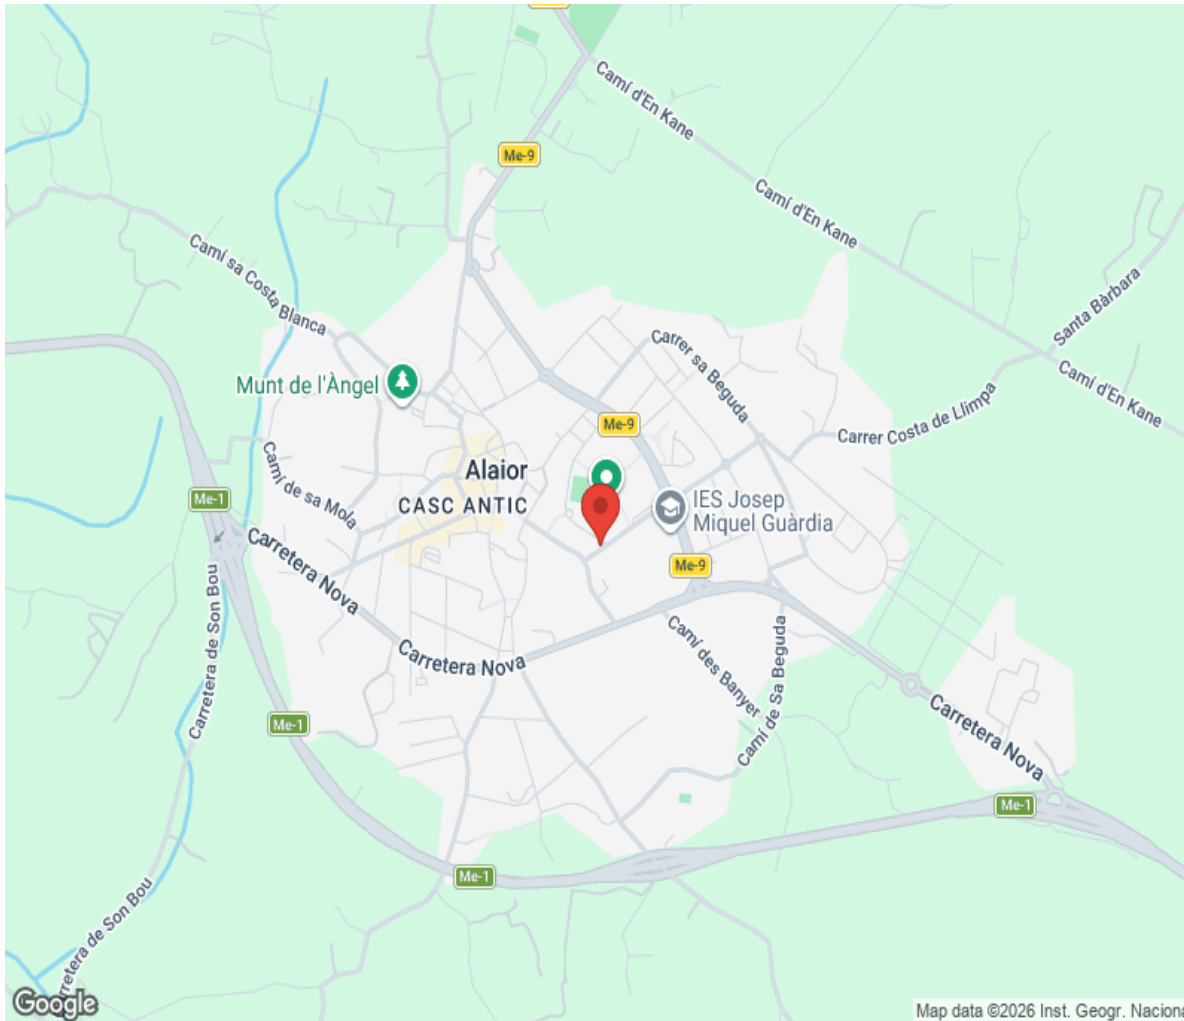 Camí d'En Kane
Me-9
Camí d'En Kane
Camí sa Costa Blanca
Santa Bàrbara
Carrer sa Beguda
Camí d'En Kane
Munt de l'Àngel
Carrer Costa de Llimpa
Me-9
Alaior
CASC ANTIC
Camí de sa Mola
Me-1
IES Josep
Miquel Guàrdia
Carretera Nova
Me-9
Carretera de Son Bou
Carretera Nova
Camí des Banyer
Camí de Sa Beguda
Me-1
Carretera Nova
Me-1
Me-1
Carretera de Son Bou
Google
Map data ©2026 Inst. Geogr. Naciona